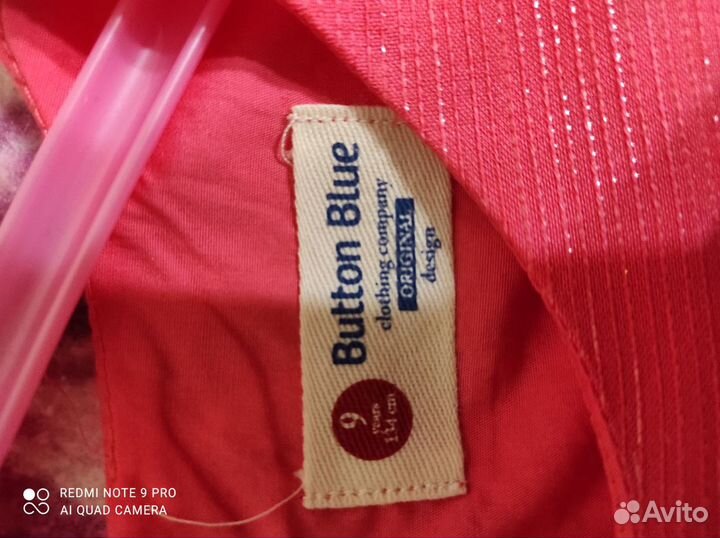 Button Blue
clothing company
ORIGINAL
design
9
years
134 cm
REDMI NOTE 9 PRO
AI QUAD CAMERA
Avito